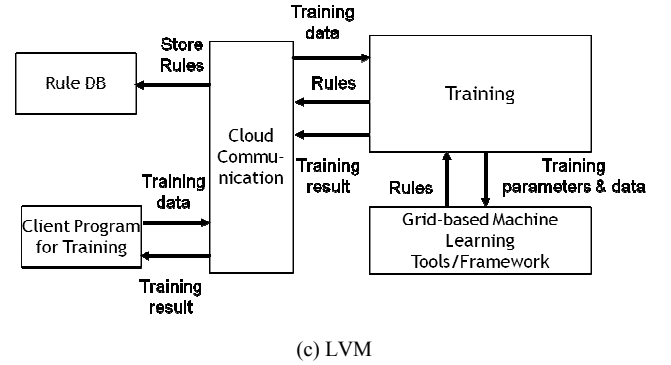 Training
data
Store
Rules
Rule DB
Rules
Training
Cloud
Commu-
nication
Training
result
Training
data
Rules
Training
parameters & data
Client Program
for Training
Grid-based Machine
Learning
Tools/Framework
Training
result
(c) LVM